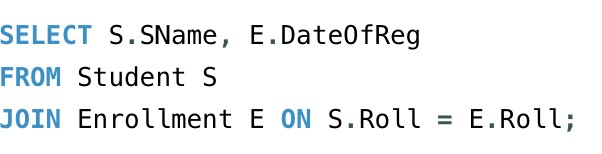 SELECT S.SName, E.DateOfReg
FROM Student S
JOIN Enrollment E ON S.Roll = E.Roll;